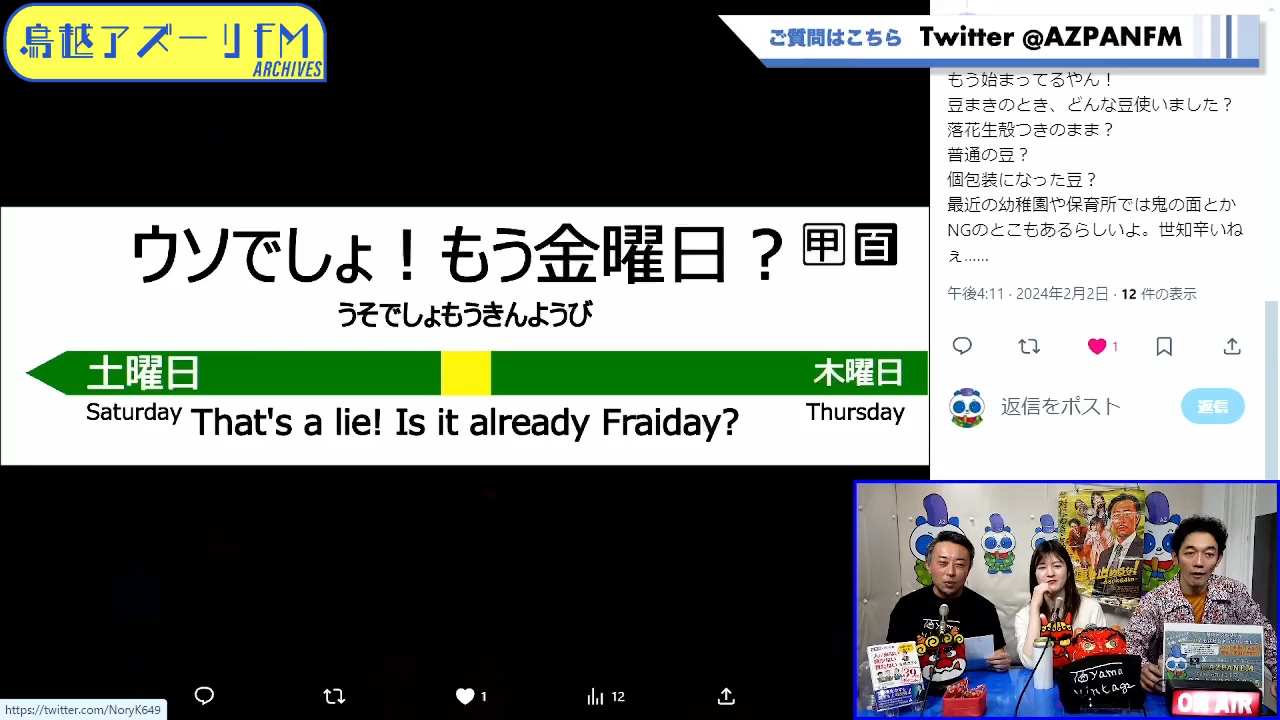 鳥越アズーリFM
ARCHIVES
ご質問はこちら Twitter @AZPANFM
もう始まってるやん！
豆まきのとき、どんな豆使いました？
落花生殻つきのまま？
普通の豆？
個包装になった豆？
最近の幼稚園や保育所では鬼の面とか
NGのとこもあるらしいよ。世知辛いね
ぇ......
午後4:11 · 2024年2月2日 · 12 件の表示
1
返信をポスト
返信
ウソでしょ！もう金曜日？ 甲 百
うそでしょもうきんようび
土曜日
木曜日
Saturday
That's a lie! Is it already Fraiday?
Thursday
1
12
https://twitter.com/NoryK649
AZ
@AZPANFM
ON AIR